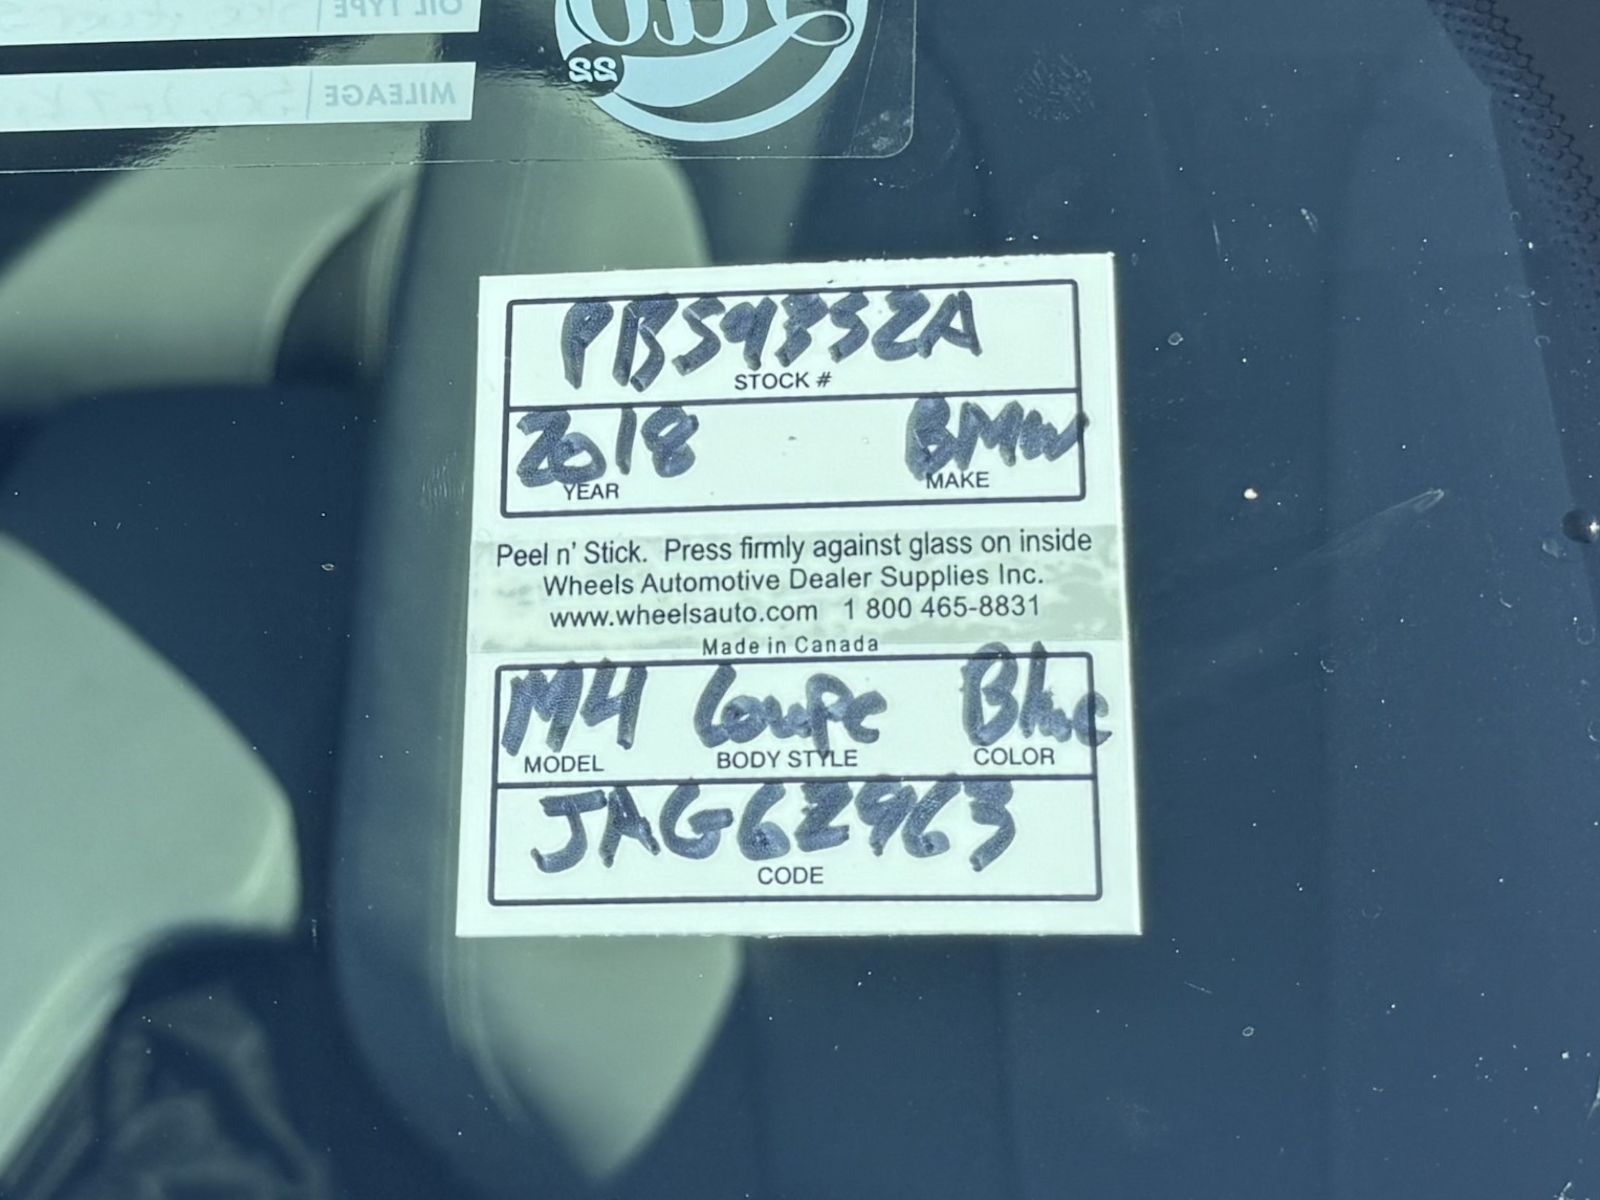 OIL TYPE
22
MILEAGE
PBS9352A
STOCK #
2018 BMW
YEAR MAKE
Peel n' Stick. Press firmly against glass on inside
Wheels Automotive Dealer Supplies Inc.
www.wheelsauto.com 1 800 465-8831
Made in Canada
M4 Coupe Blue
MODEL BODY STYLE COLOR
JAG62963
CODE